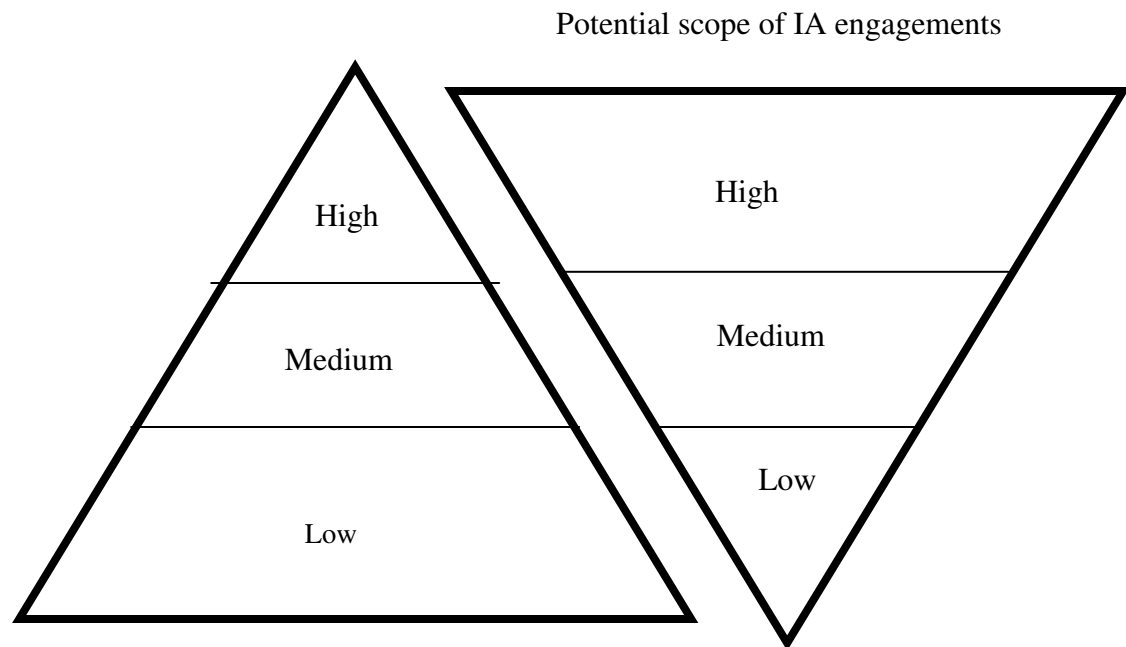 Potential scope of IA engagements
High
Medium
Low
High
Medium
Low